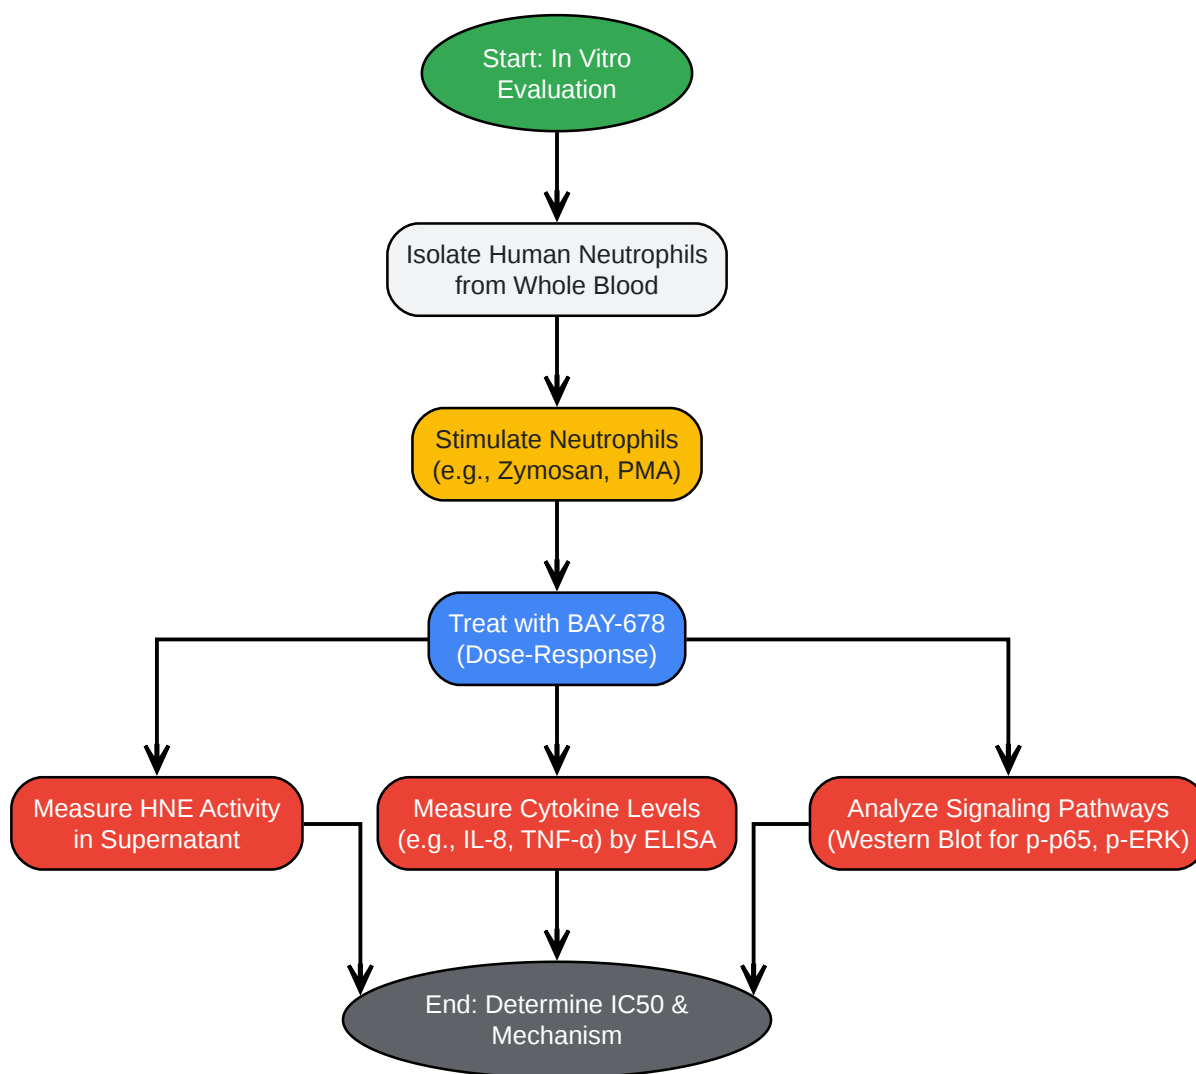 Start: In Vitro
Evaluation
Isolate Human Neutrophils
from Whole Blood
Stimulate Neutrophils
(e.g., Zymosan, PMA)
Treat with BAY-678
(Dose-Response)
Measure HNE Activity
in Supernatant
Measure Cytokine Levels
(e.g., IL-8, TNF-α) by ELISA
Analyze Signaling Pathways
(Western Blot for p-p65, p-ERK)
End: Determine IC50 &
Mechanism